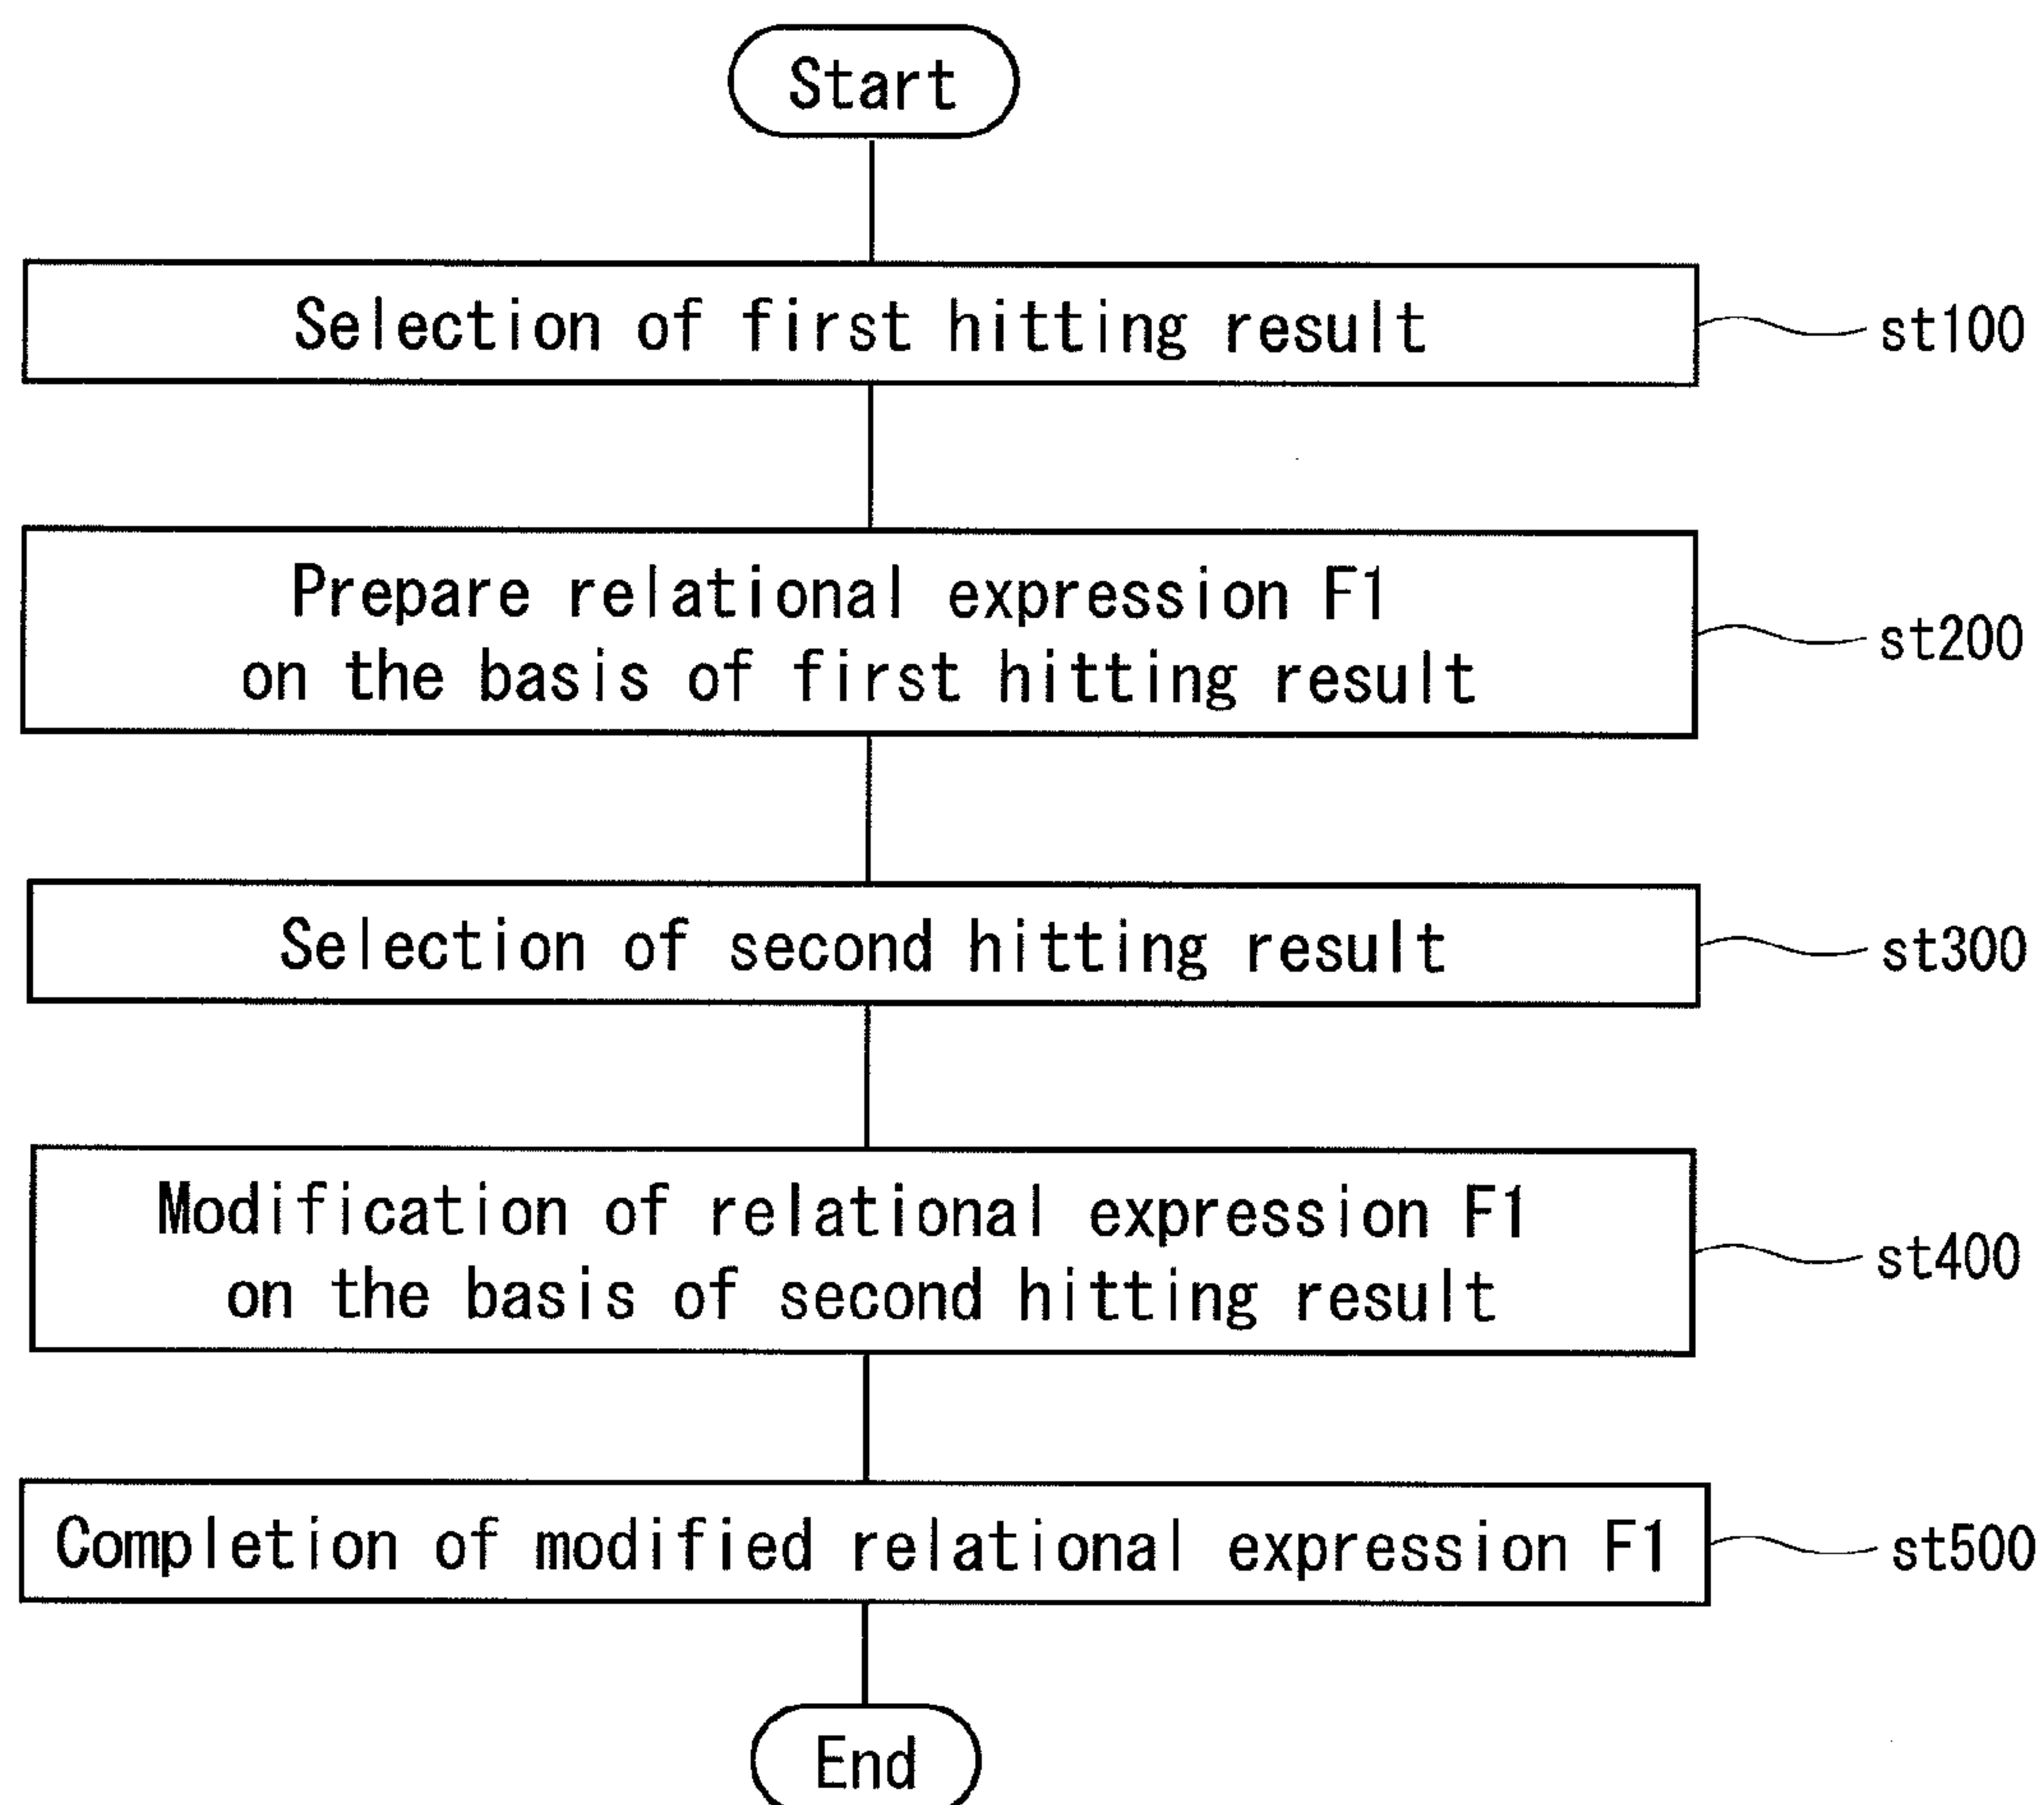 Start
Selection of first hitting result
st100
Prepare relational expression F1
on the basis of first hitting result
st200
Selection of second hitting result
st300
Modification of relational expression F1
on the basis of second hitting result
st400
Completion of modified relational expression F1
st500
End